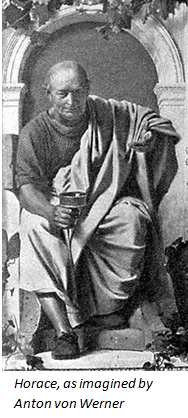 Horace, as imagined by
Anton von Werner